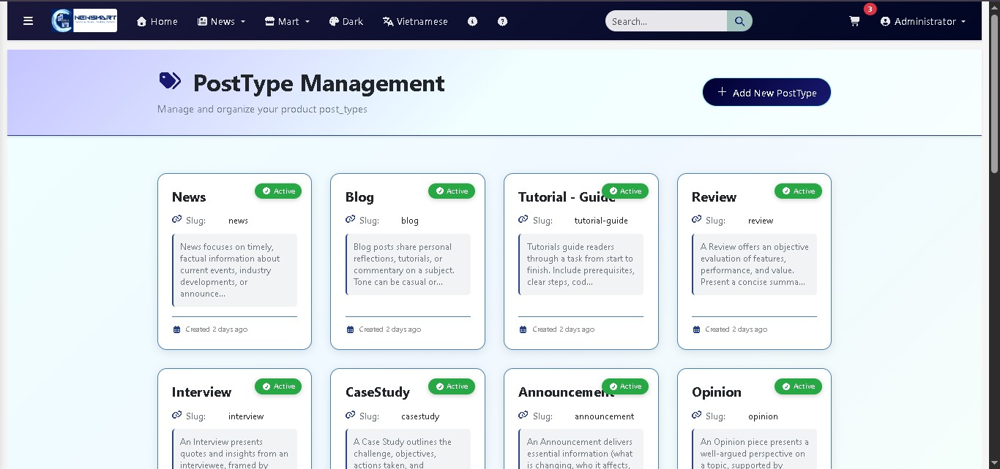 NEWSMART
Home
News
Mart
Dark
Vietnamese
Search...
3
Administrator
PostType Management
Manage and organize your product post_types
Add New PostType
News
Active
Slug: news
News focuses on timely,
factual information about
current events, industry
developments, or
announce...
Created 2 days ago
Blog
Active
Slug: blog
Blog posts share personal
reflections, tutorials, or
commentary on a subject.
Tone can be casual or...
Created 2 days ago
Tutorial - Guide
Active
Slug: tutorial-guide
Tutorials guide readers
through a task from start to
finish. Include prerequisites,
clear steps, cod...
Created 2 days ago
Review
Active
Slug: review
A Review offers an objective
evaluation of features,
performance, and value.
Present a concise summa...
Created 2 days ago
Interview
Active
Slug: interview
An Interview presents
quotes and insights from an
interviewee, framed by
CaseStudy
Active
Slug: casestudy
A Case Study outlines the
challenge, objectives,
actions taken, and
Announcement
Active
Slug: announcement
An Announcement delivers
essential information (what
is changing, who it affects,
Opinion
Active
Slug: opinion
An Opinion piece presents a
well-argued perspective on
a topic, supported by